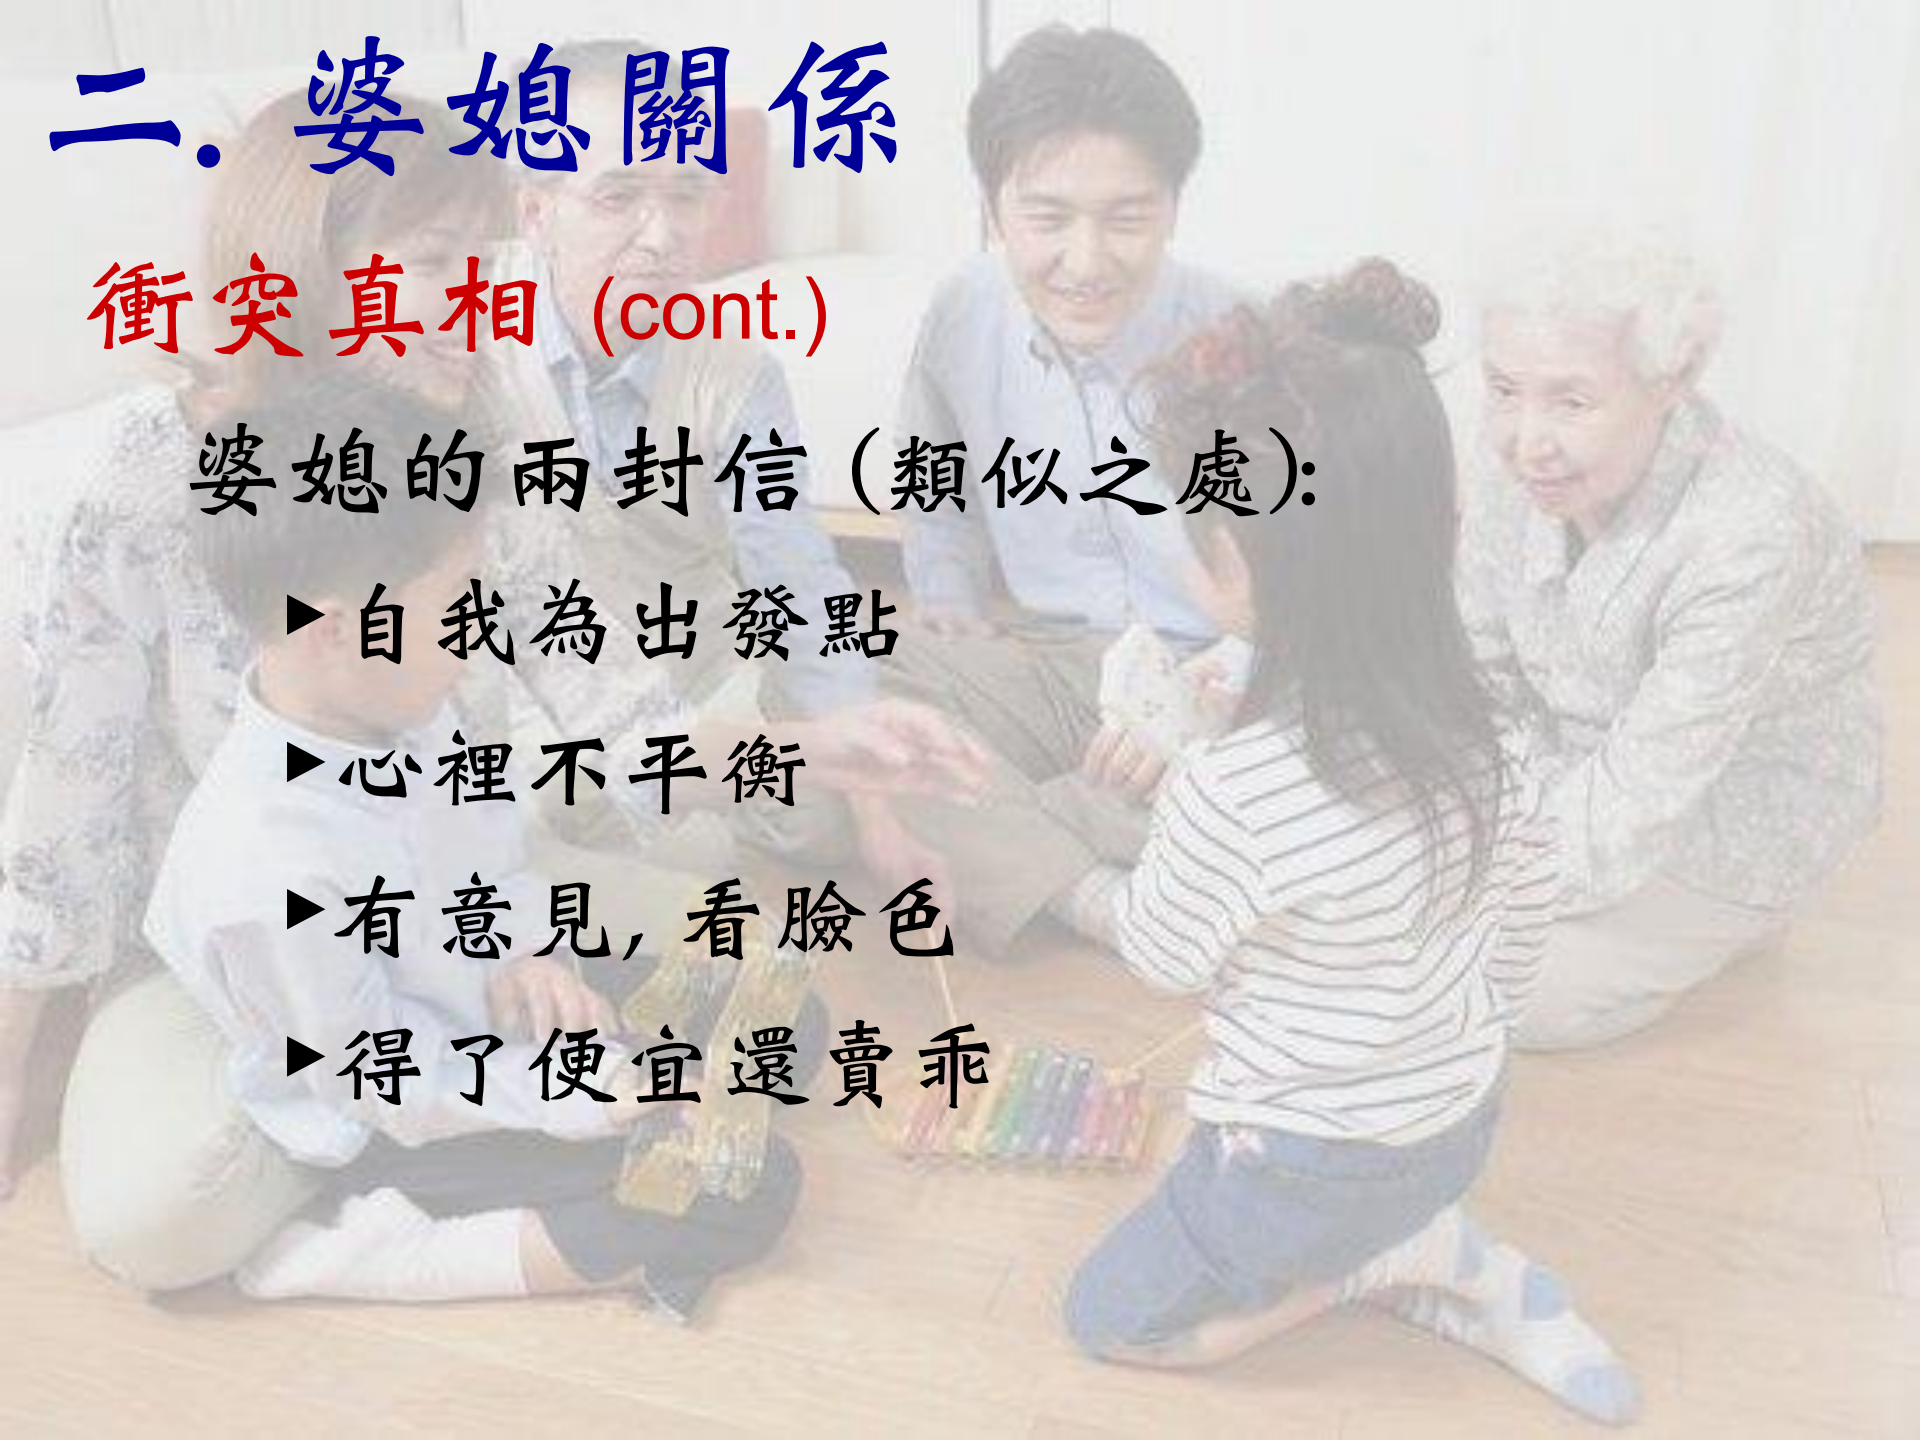 二. 婆媳關係
衝突真相 (cont.)
婆媳的兩封信 (類似之處):
▸自我為出發點
▸心裡不平衡
▸有意見, 看臉色
▸得了便宜還賣乖